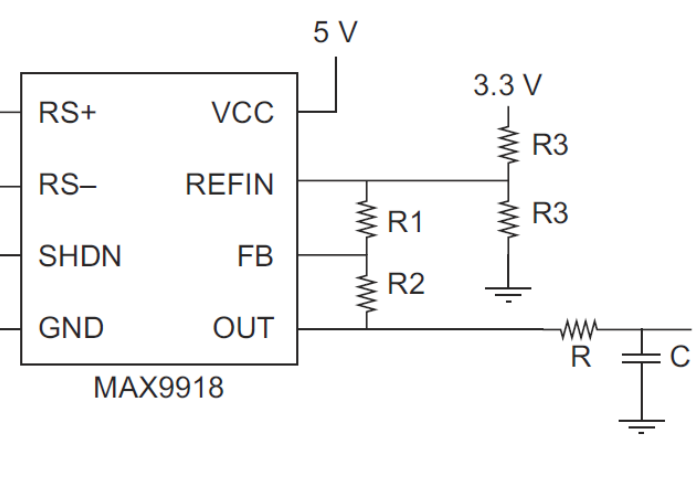 5 V
3.3 V
RS+ VCC
R3
RS– REFIN
R3
R1
SHDN FB
R2
GND OUT
R C
MAX9918